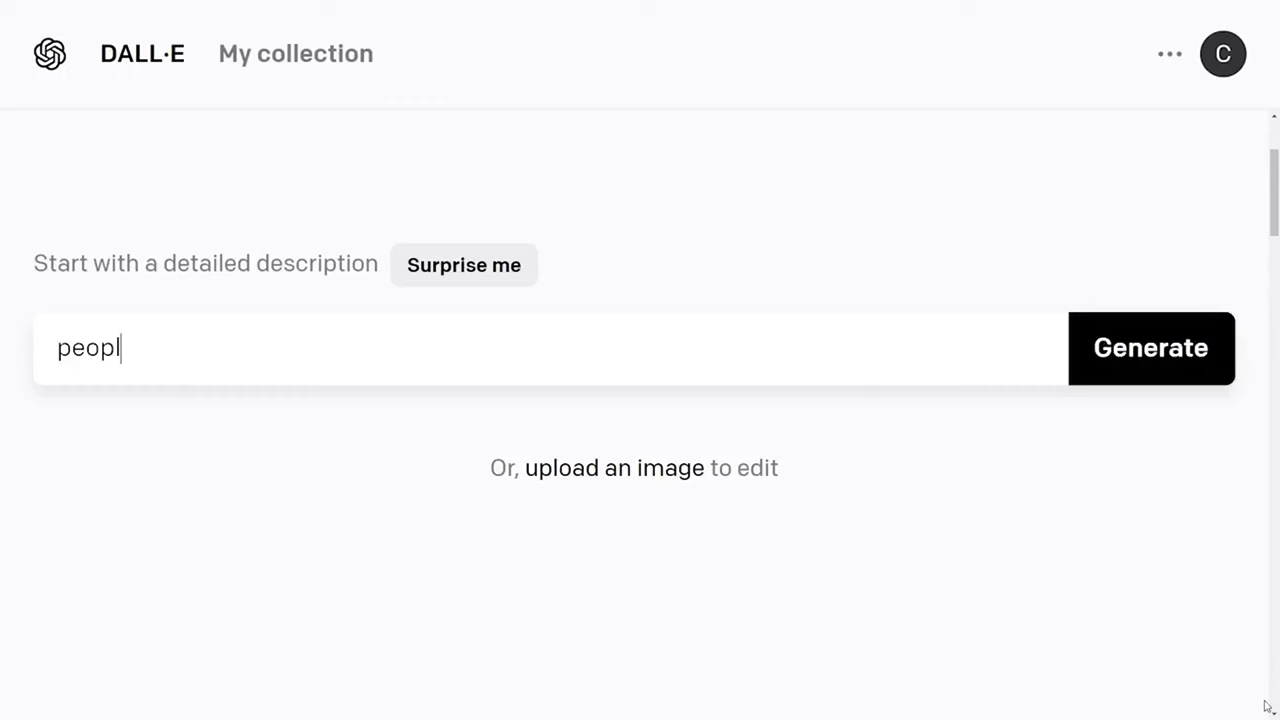 DALL·E My collection ••• C
Start with a detailed description Surprise me
peopl
Generate
Or, upload an image to edit